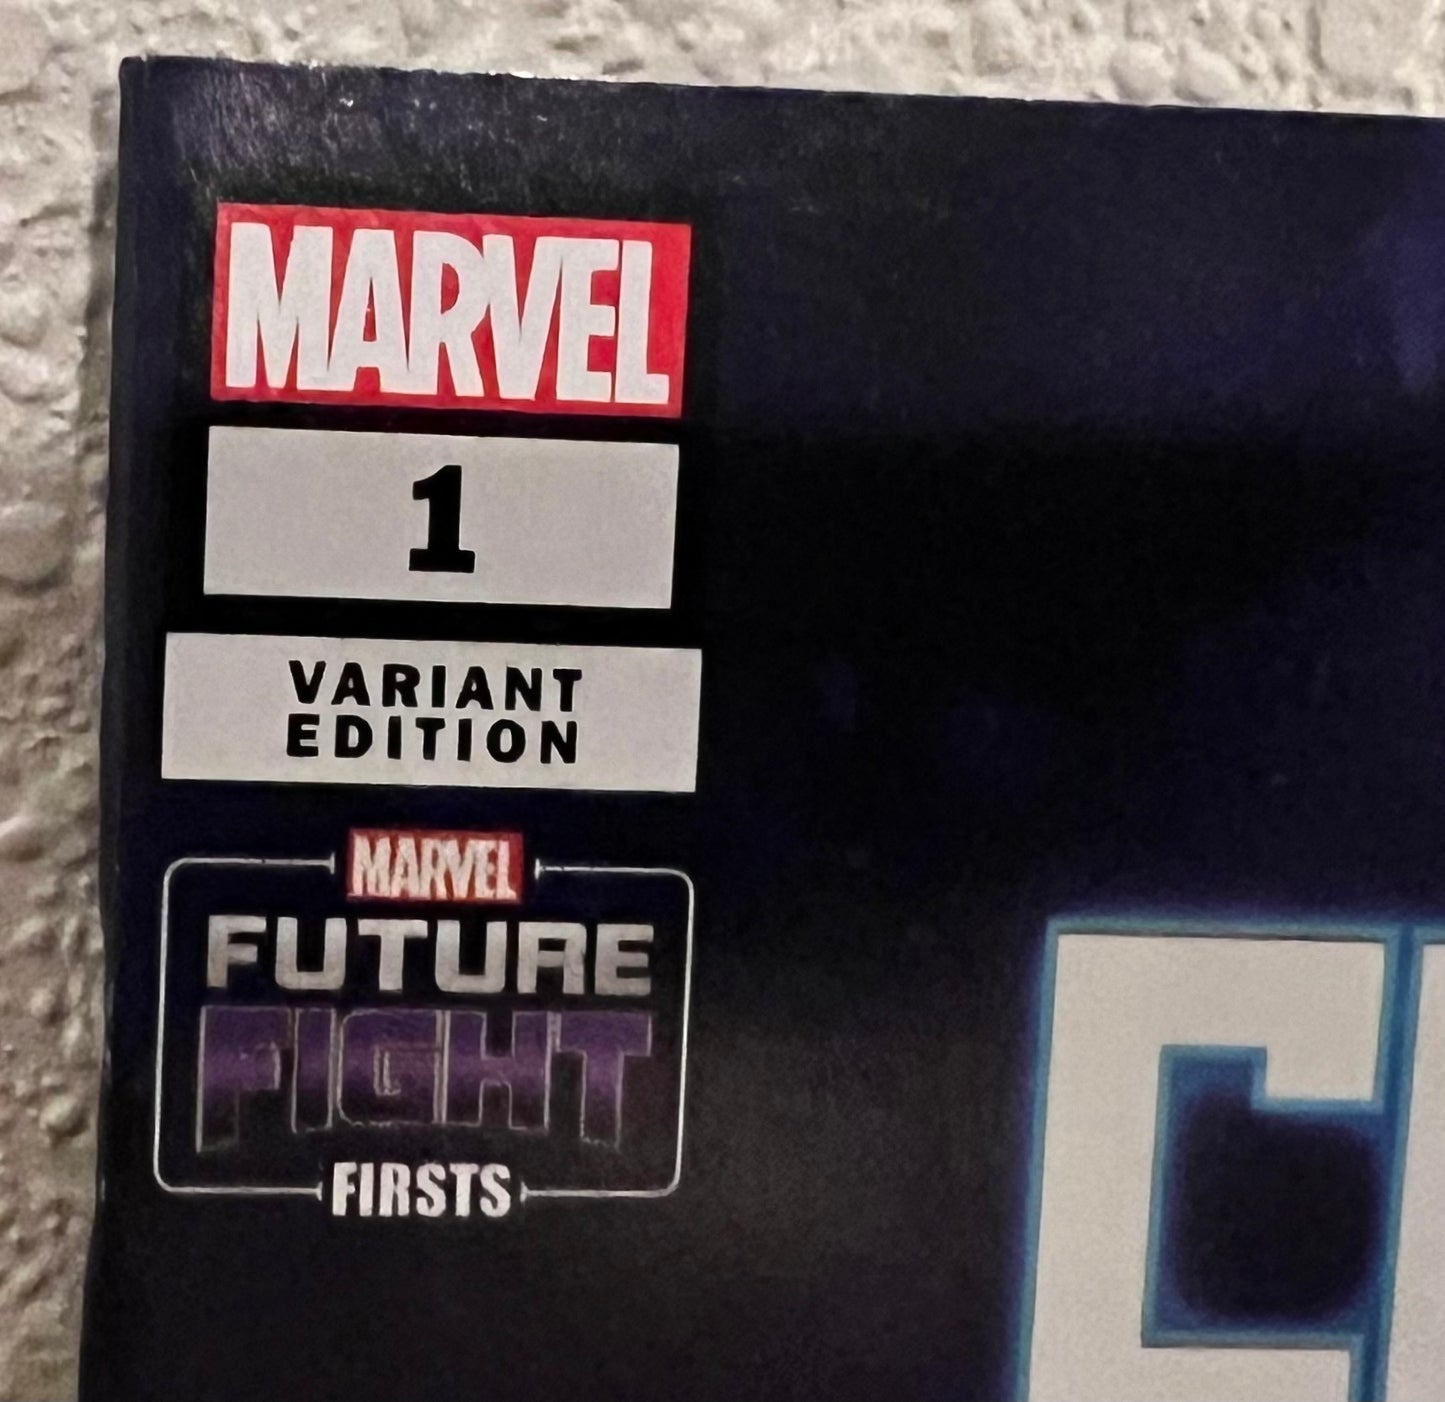 MARVEL
1
VARIANT
EDITION
MARVEL
FUTURE
FIGHT
FIRSTS